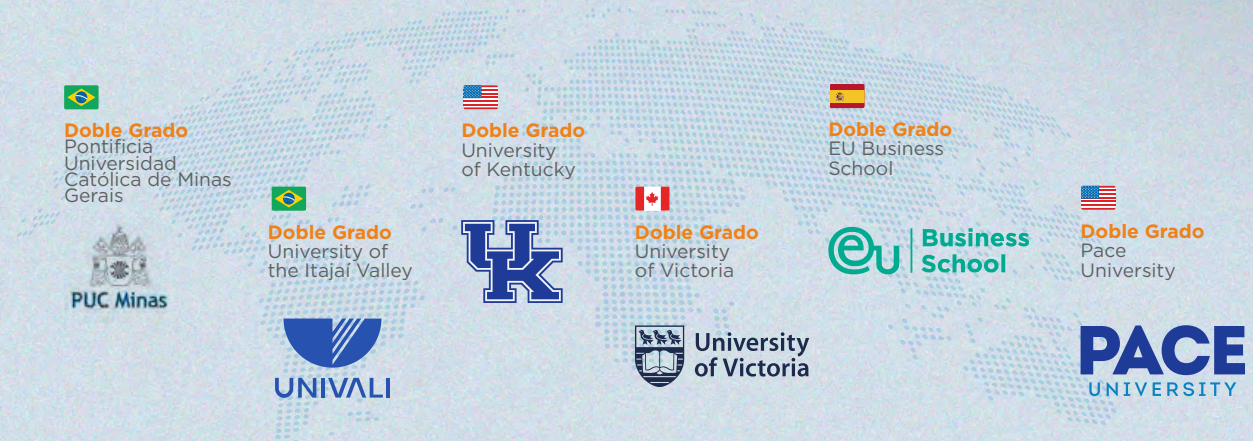 Doble Grado
Pontificia
Universidad
Católica de Minas
Gerais
PUC Minas
Doble Grado
University of
the Itajaí Valley
UNIVALI
Doble Grado
University
of Kentucky
UK
Doble Grado
University
of Victoria
University
of Victoria
Doble Grado
EU Business
School
eu Business
School
Doble Grado
Pace
University
PACE
UNIVERSITY